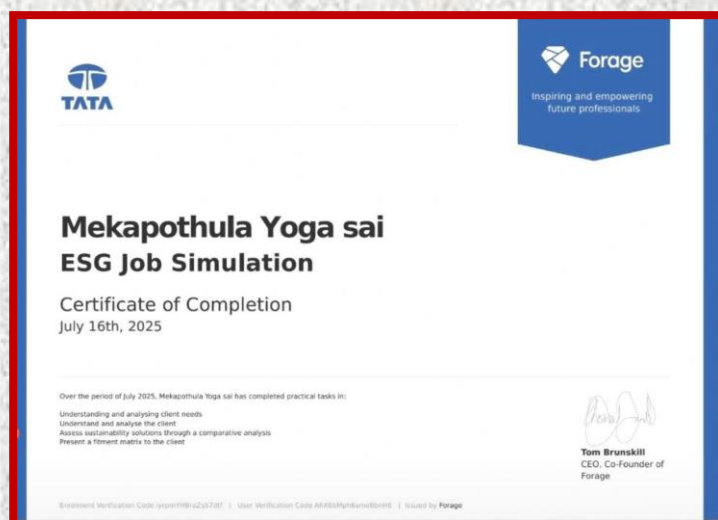 TATA
Forage
Inspiring and empowering
future professionals
Mekapothula Yoga sai
ESG Job Simulation
Certificate of Completion
July 16th, 2025
Over the period of July 2025, Mekapothula Yoga sai has completed practical tasks in:
Understanding and analysing client needs
Understand and analyse the client
Assess sustainability solutions through a comparative analysis
Present a fitment matrix to the client
Tom Brunskill
CEO, Co-Founder of
Forage
Enrolment Verification Code | User Verification Code | Issued by Forage